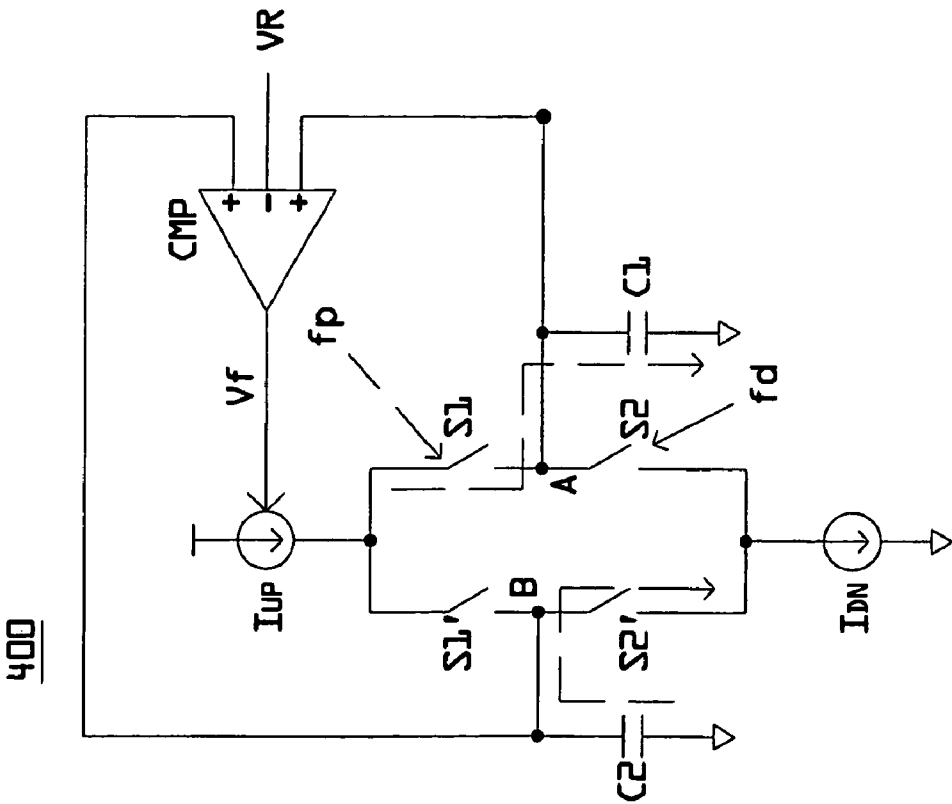 400
VR
CMP
+
-
+
Vf
fp
IUP
S1'
S1
B
A
C1
S2'
S2
fd
C2
IDN